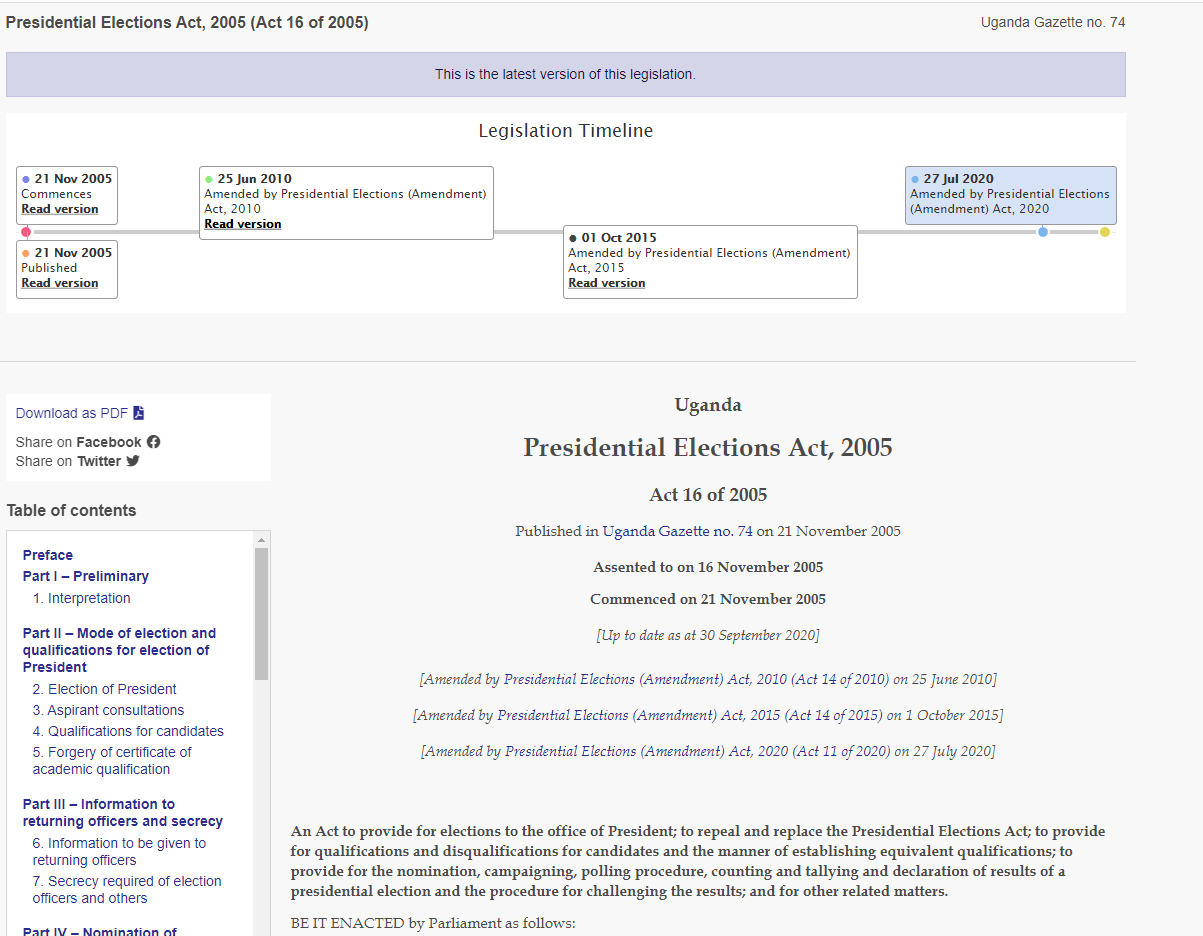 Presidential Elections Act, 2005 (Act 16 of 2005)
Uganda Gazette no. 74
This is the latest version of this legislation.
Legislation Timeline
21 Nov 2005
Commences
Read version
21 Nov 2005
Published
Read version
25 Jun 2010
Amended by Presidential Elections (Amendment)
Act, 2010
Read version
01 Oct 2015
Amended by Presidential Elections (Amendment)
Act, 2015
Read version
27 Jul 2020
Amended by Presidential Elections
(Amendment) Act, 2020
Download as PDF
Share on Facebook
Share on Twitter
Table of contents
Preface
Part I – Preliminary
1. Interpretation
Part II – Mode of election and
qualifications for election of
President
2. Election of President
3. Aspirant consultations
4. Qualifications for candidates
5. Forgery of certificate of
academic qualification
Part III – Information to
returning officers and secrecy
6. Information to be given to
returning officers
7. Secrecy required of election
officers and others
Part IV – Nomination of
Uganda
Presidential Elections Act, 2005
Act 16 of 2005
Published in Uganda Gazette no. 74 on 21 November 2005
Assented to on 16 November 2005
Commenced on 21 November 2005
[Up to date as at 30 September 2020]
[Amended by Presidential Elections (Amendment) Act, 2010 (Act 14 of 2010) on 25 June 2010]
[Amended by Presidential Elections (Amendment) Act, 2015 (Act 14 of 2015) on 1 October 2015]
[Amended by Presidential Elections (Amendment) Act, 2020 (Act 11 of 2020) on 27 July 2020]
An Act to provide for elections to the office of President; to repeal and replace the Presidential Elections Act; to provide
for qualifications and disqualifications for candidates and the manner of establishing equivalent qualifications; to
provide for the nomination, campaigning, polling procedure, counting and tallying and declaration of results of a
presidential election and the procedure for challenging the results; and for other related matters.
BE IT ENACTED by Parliament as follows: